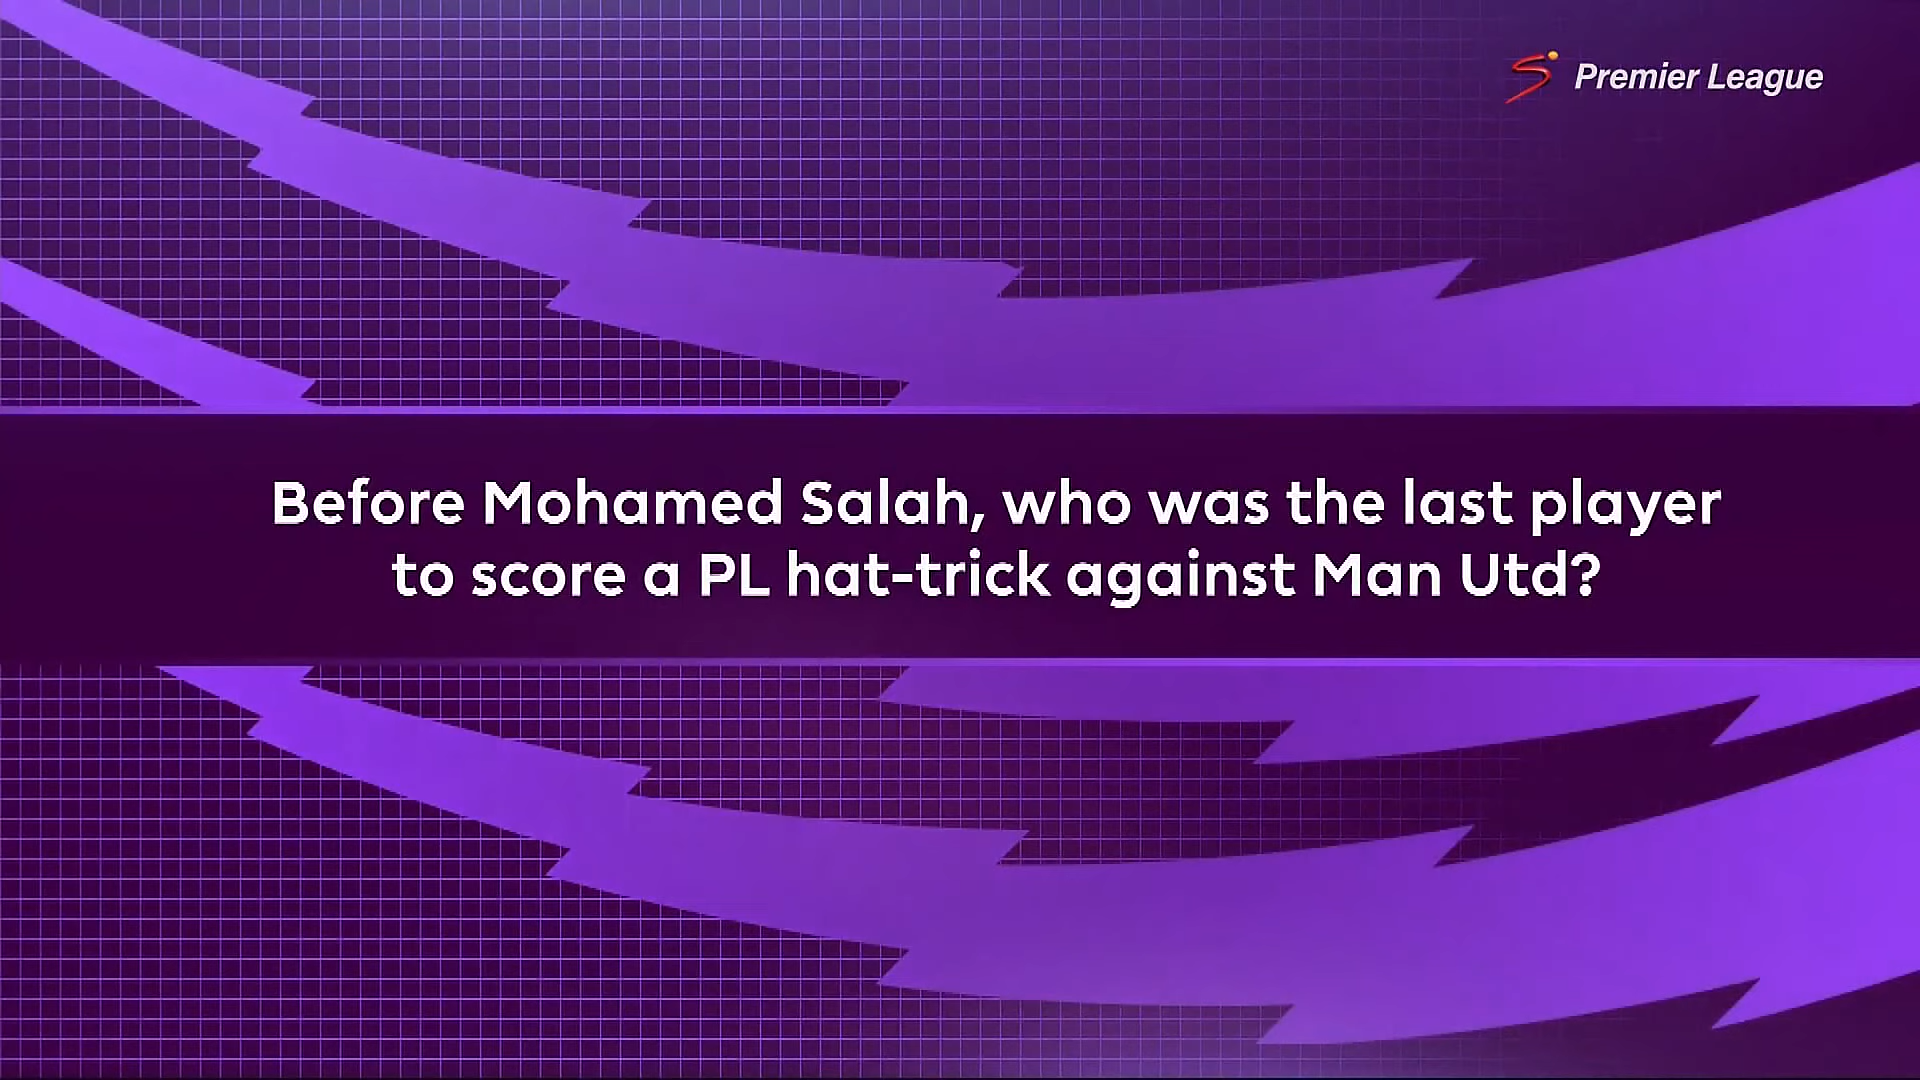 Premier League
Before Mohamed Salah, who was the last player
to score a PL hat-trick against Man Utd?